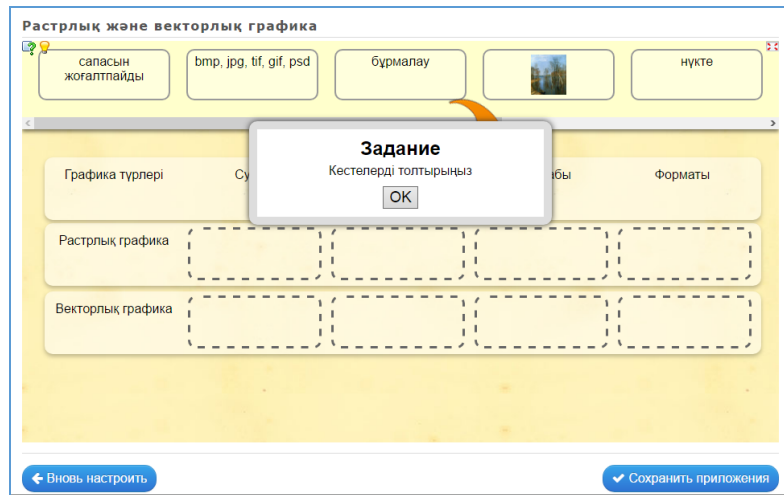 Растрлық және векторлық графика
сапасын
жоғалтпайды
bmp, jpg, tif, gif, psd
бұрмалау
нүкте
Задание
Кестелерді толтырыңыз
OK
Графика түрлері
Форматы
Растрлық графика
Векторлық графика
Вновь настроить
Сохранить приложения